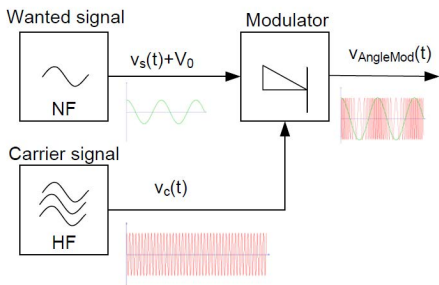 Wanted signal
NF
v_s(t)+V_0
Modulator
v_AngleMod(t)
Carrier signal
HF
v_c(t)